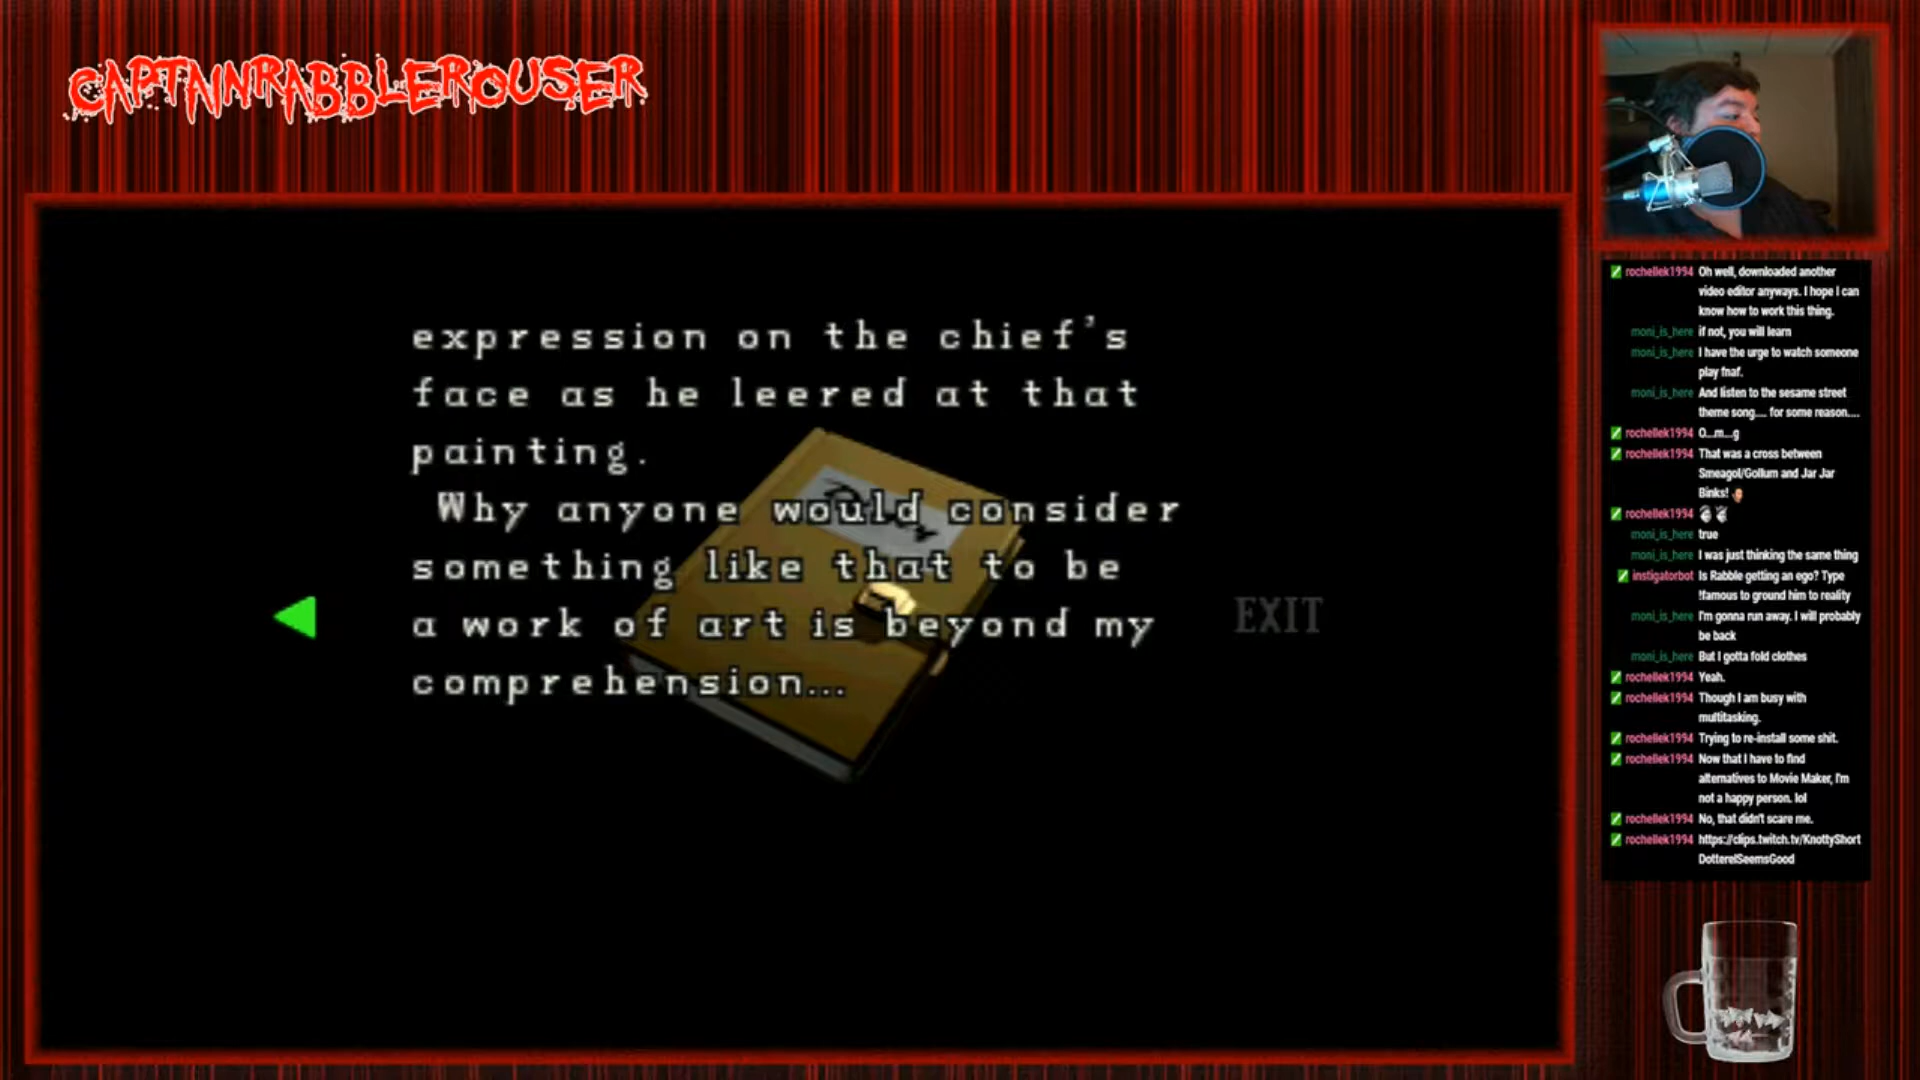 CAPTAINRABBLEROUSER
expression on the chief's
face as he leered at that
painting.
Why anyone would consider
something like that to be
a work of art is beyond my
comprehension...
EXIT
rochellek1994 Oh well, downloaded another
video editor anyways. I hope I can
know how to work this thing.
moni_is_here if not, you will learn
moni_is_here I have the urge to watch someone
play fnaf.
moni_is_here And listen to the sesame street
theme song.... for some reason....
rochellek1994 O...m...g
rochellek1994 That was a cross between
Smeagol/Gollum and Jar Jar
Binks!
rochellek1994
moni_is_here true
moni_is_here I was just thinking the same thing
instigatorbot Is Rabble getting an ego? Type
!famous to ground him to reality
moni_is_here I'm gonna run away. I will probably
be back
moni_is_here But I gotta fold clothes
rochellek1994 Yeah.
rochellek1994 Though I am busy with
multitasking.
rochellek1994 Trying to re-install some shit.
rochellek1994 Now that I have to find
alternatives to Movie Maker, I'm
not a happy person. lol
rochellek1994 No, that didn't scare me.
rochellek1994 https://clips.twitch.tv/KnottyShort
DotterelSeemsGood